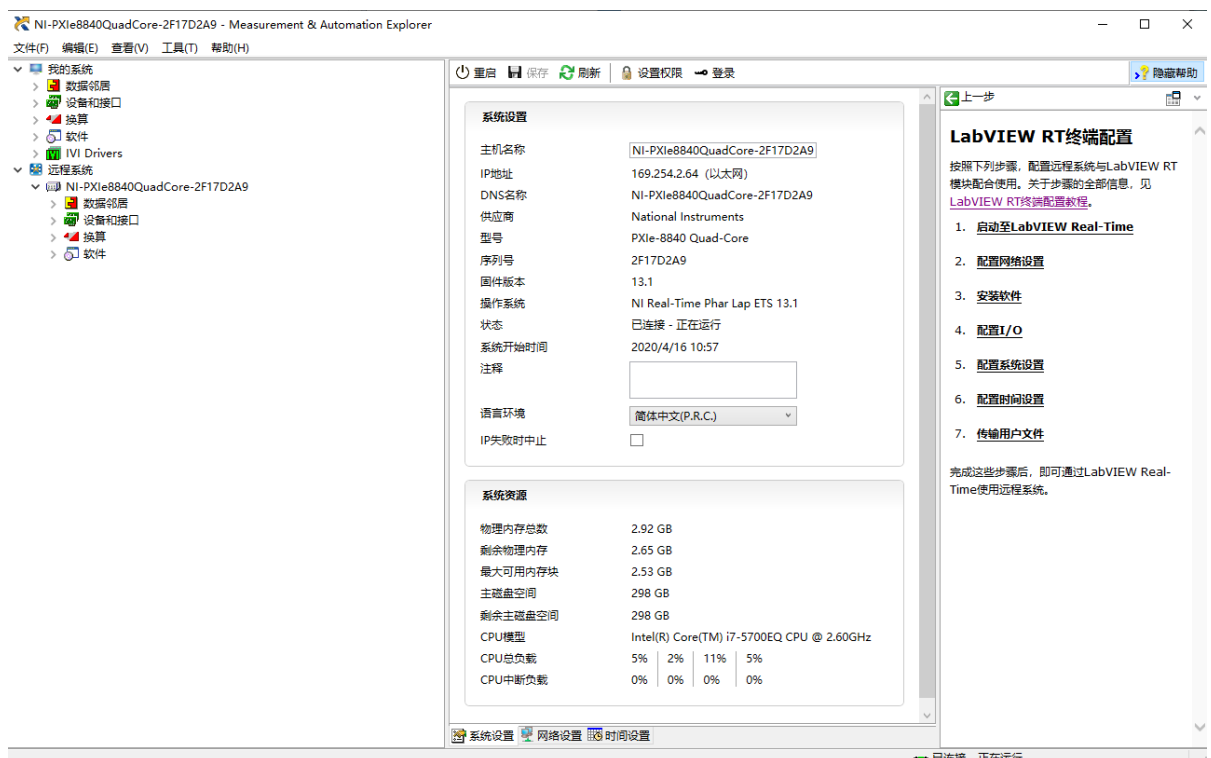 NI-PXIe8840QuadCore-2F17D2A9 - Measurement & Automation Explorer
文件(F) 编辑(E) 查看(V) 工具(T) 帮助(H)
我的系统
数据邻居
设备和接口
换算
软件
IVI Drivers
远程系统
NI-PXIe8840QuadCore-2F17D2A9
数据邻居
设备和接口
换算
软件
重启 保存 刷新 设置权限 登录 隐藏帮助
系统设置
主机名称 NI-PXIe8840QuadCore-2F17D2A9
IP地址 169.254.2.64 (以太网)
DNS名称 NI-PXIe8840QuadCore-2F17D2A9
供应商 National Instruments
型号 PXIe-8840 Quad-Core
序列号 2F17D2A9
固件版本 13.1
操作系统 NI Real-Time Phar Lap ETS 13.1
状态 已连接 - 正在运行
系统开始时间 2020/4/16 10:57
注释
语言环境 简体中文(P.R.C.)
IP失败时中止
系统资源
物理内存总数 2.92 GB
剩余物理内存 2.65 GB
最大可用内存块 2.53 GB
主磁盘空间 298 GB
剩余主磁盘空间 298 GB
CPU模型 Intel(R) Core(TM) i7-5700EQ CPU @ 2.60GHz
CPU总负载 5% 2% 11% 5%
CPU中断负载 0% 0% 0% 0%
系统设置 网络设置 时间设置
上一步
LabVIEW RT终端配置
按照下列步骤，配置远程系统与LabVIEW RT
模块配合使用。关于步骤的全部信息，见
LabVIEW RT终端配置教程。
1. 启动至LabVIEW Real-Time
2. 配置网络设置
3. 安装软件
4. 配置I/O
5. 配置系统设置
6. 配置时间设置
7. 传输用户文件
完成这些步骤后，即可通过LabVIEW Real-
Time使用远程系统。
已连接 - 正在运行